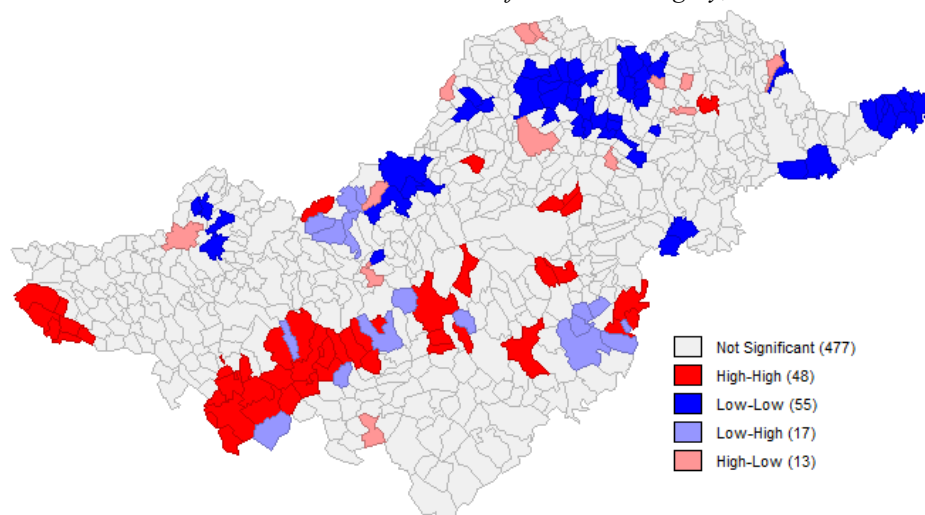 Not Significant (477)
High-High (48)
Low-Low (55)
Low-High (17)
High-Low (13)